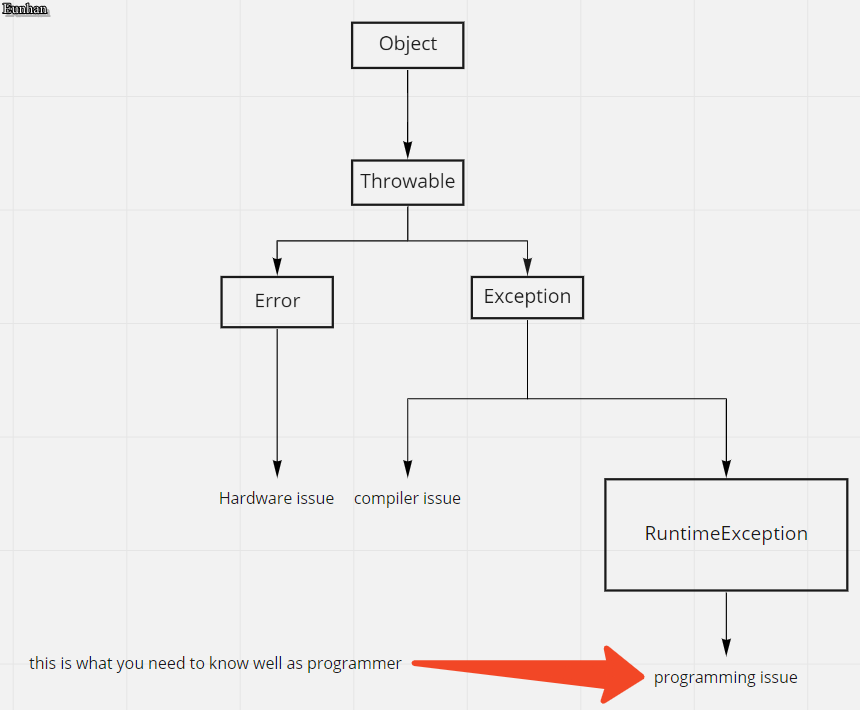 Eunhan
Object
Throwable
Error
Exception
Hardware issue
compiler issue
RuntimeException
this is what you need to know well as programmer
programming issue